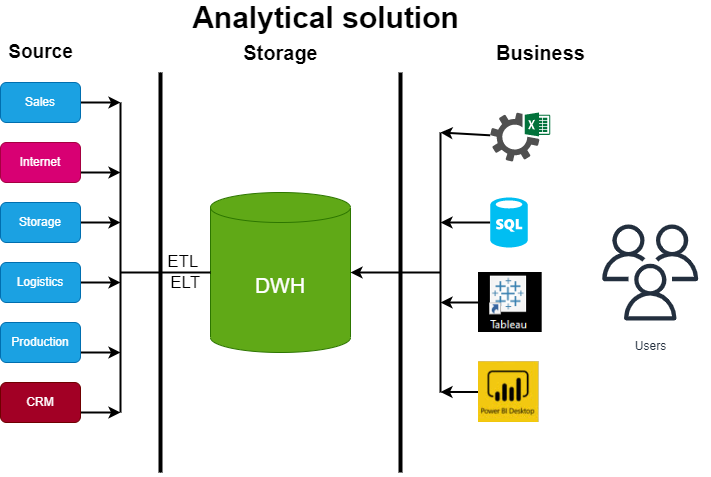 Analytical solution
Source
Storage
Business
Sales
Internet
Storage
Logistics
Production
CRM
ETL
ELT
DWH
X
SQL
Tableau
Power BI Desktop
Users